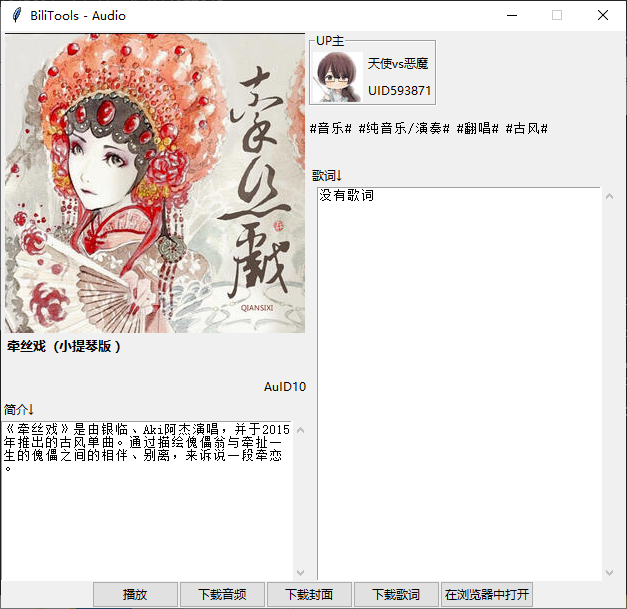 BiliTools - Audio
牵丝戏
QIANSIXI
牵丝戏（小提琴版）
AuID10
简介↓
《牵丝戏》是由银临、Aki阿杰演唱，并于2015
年推出的古风单曲。通过描绘傀儡翁与牵扯一
生的傀儡之间的相伴、别离，来诉说一段牵恋
。
UP主
天使vs恶魔
UID593871
#音乐# #纯音乐/演奏# #翻唱# #古风#
歌词↓
没有歌词
播放
下载音频
下载封面
下载歌词
在浏览器中打开